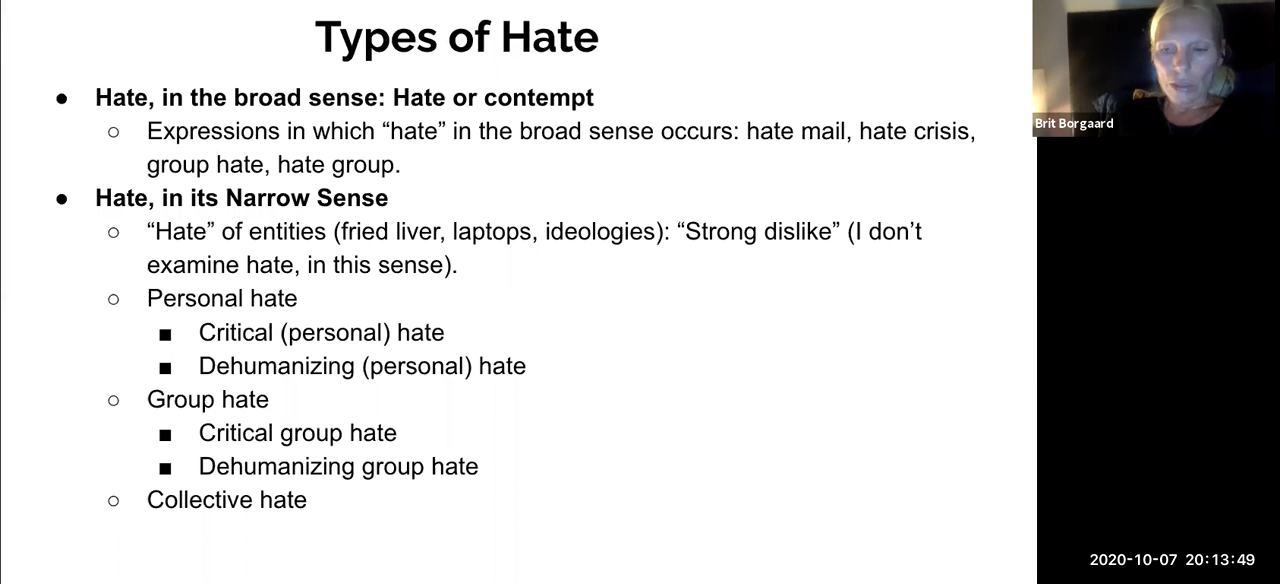 Types of Hate
● Hate, in the broad sense: Hate or contempt
○ Expressions in which “hate” in the broad sense occurs: hate mail, hate crisis,
group hate, hate group.
● Hate, in its Narrow Sense
○ “Hate” of entities (fried liver, laptops, ideologies): “Strong dislike” (I don’t
examine hate, in this sense).
○ Personal hate
■ Critical (personal) hate
■ Dehumanizing (personal) hate
○ Group hate
■ Critical group hate
■ Dehumanizing group hate
○ Collective hate
Brit Borgaard
2020-10-07 20:13:49